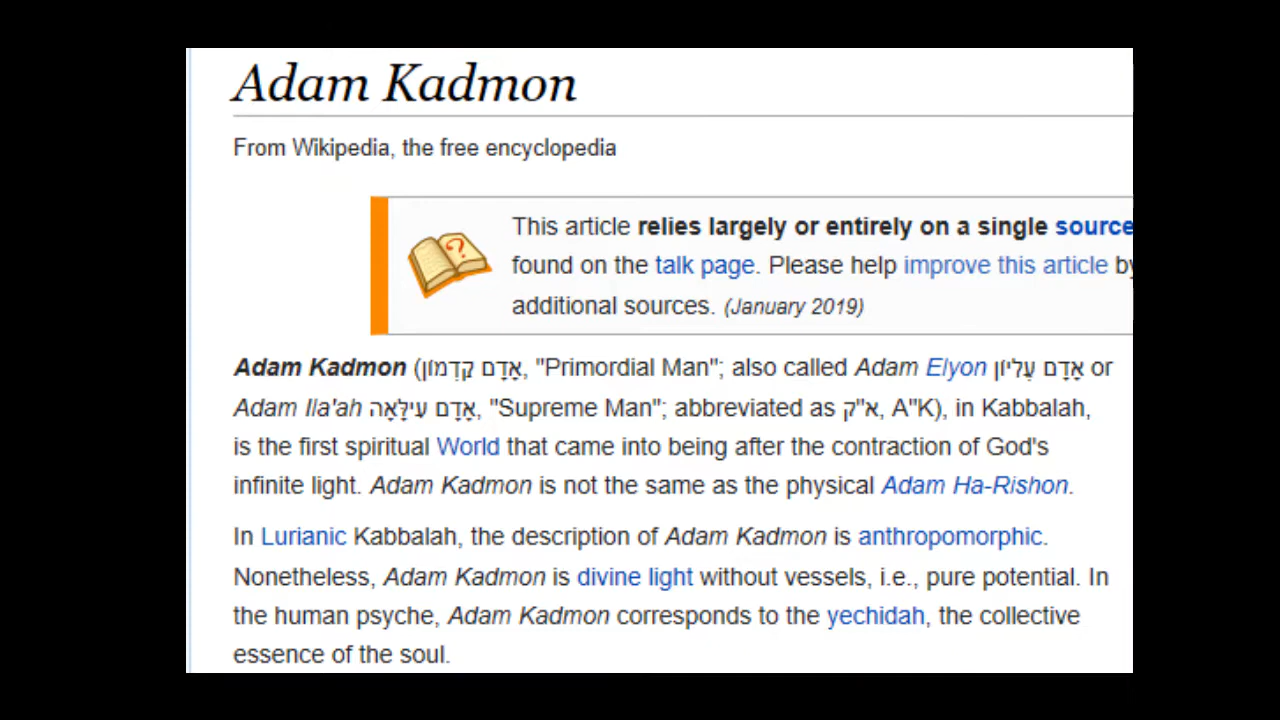 Adam Kadmon
From Wikipedia, the free encyclopedia
This article relies largely or entirely on a single source
found on the talk page. Please help improve this article by
additional sources. (January 2019)
Adam Kadmon (אָדָם קַדְמוֹן, "Primordial Man"; also called Adam Elyon אָדָם עֶלִיוֹן or
Adam Ila'ah אָדָם עִילָּאָה, "Supreme Man"; abbreviated as א"ק, A"K), in Kabbalah,
is the first spiritual World that came into being after the contraction of God's
infinite light. Adam Kadmon is not the same as the physical Adam Ha-Rishon.
In Lurianic Kabbalah, the description of Adam Kadmon is anthropomorphic.
Nonetheless, Adam Kadmon is divine light without vessels, i.e., pure potential. In
the human psyche, Adam Kadmon corresponds to the yechidah, the collective
essence of the soul.